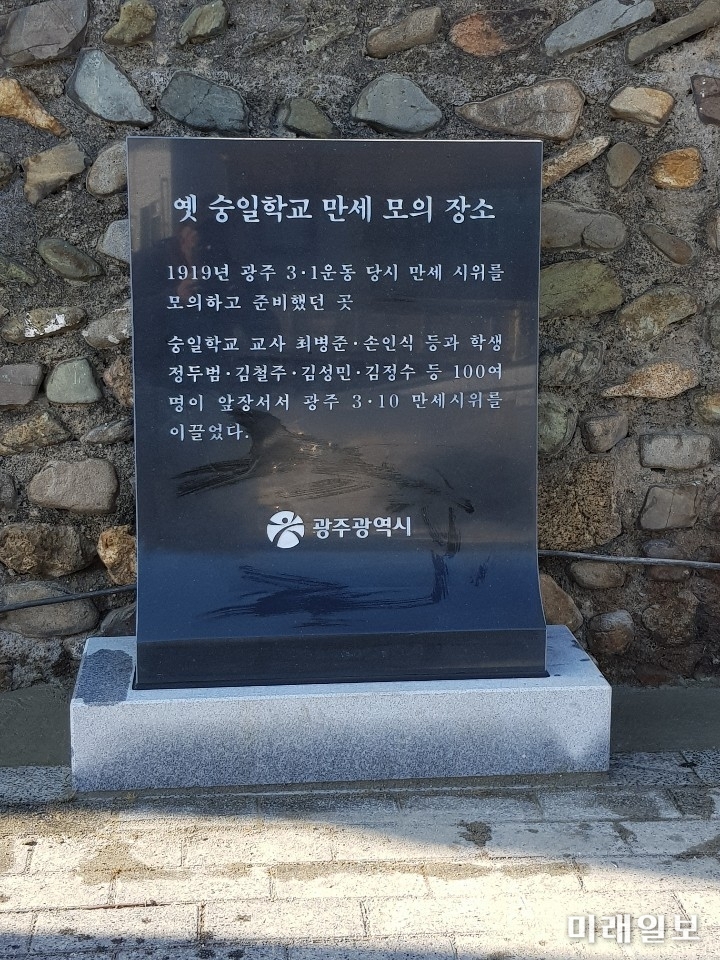 옛 숭일학교 만세 모의 장소
1919년 광주 3·1운동 당시 만세 시위를
모의하고 준비했던 곳
숭일학교 교사 최병준·손인식 등과 학생
정두범·김철주·김성민·김정수 등 100여
명이 앞장서서 광주 3·10 만세시위를
이끌었다.
광주광역시
미래일보